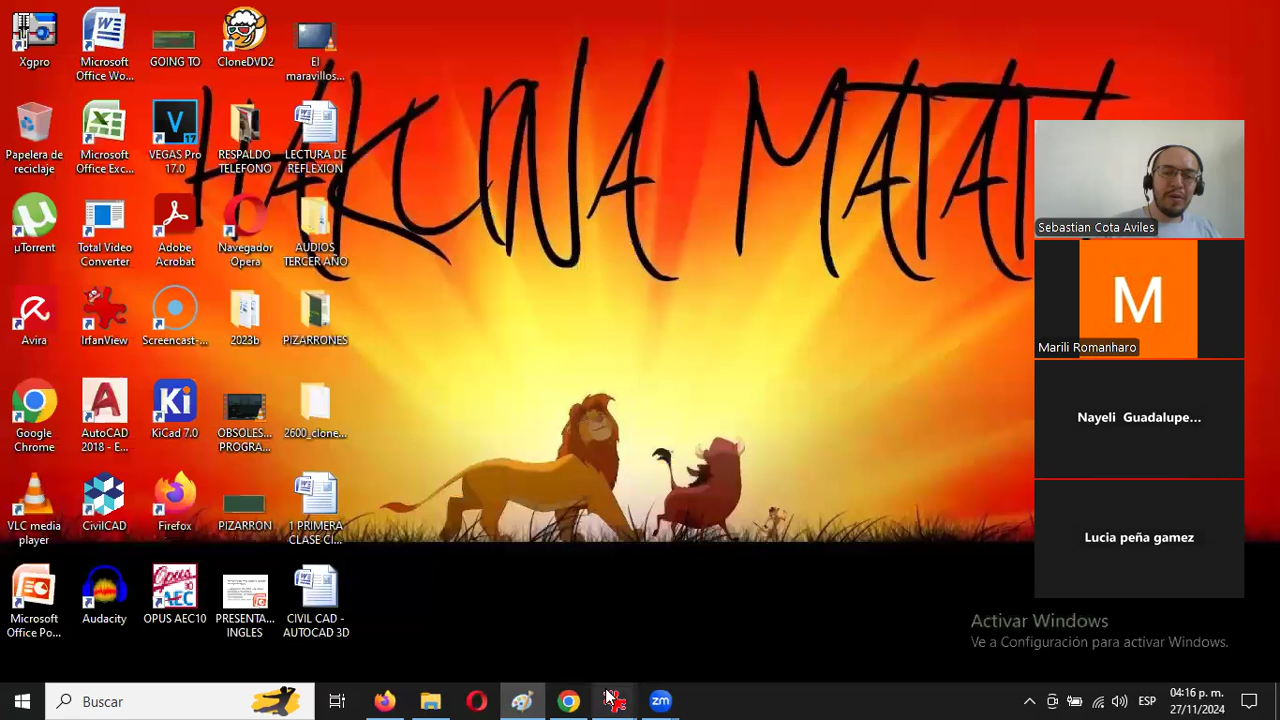 HAKUNA MATAT
Xgpro
Microsoft
Office Wo...
GOING TO
CloneDVD2
El
maravillos...
Papelera de
reciclaje
Microsoft
Office Exc...
VEGAS Pro
17.0
RESPALDO
TELEFONO
LECTURA DE
REFLEXION
µTorrent
Total Video
Converter
Adobe
Acrobat
Navegador
Opera
AUDIOS
TERCER AÑO
Avira
IrfanView
Screencast-...
2023b
PIZARRONES
Google
Chrome
AutoCAD
2018 - E...
KiCad 7.0
OBSOLES...
PROGRA...
2600_clone...
VLC media
player
CivilCAD
Firefox
PIZARRON
1 PRIMERA
CLASE CI...
Microsoft
Office Po...
Audacity
OPUS AEC10
PRESENTA...
INGLES
CIVIL CAD -
AUTOCAD 3D
Sebastian Cota Aviles
M
Marili Romanharo
Nayeli Guadalupe...
Lucia peña gamez
Activar Windows
Ve a Configuración para activar Windows.
Buscar
zm
ESP
04:16 p. m.
27/11/2024